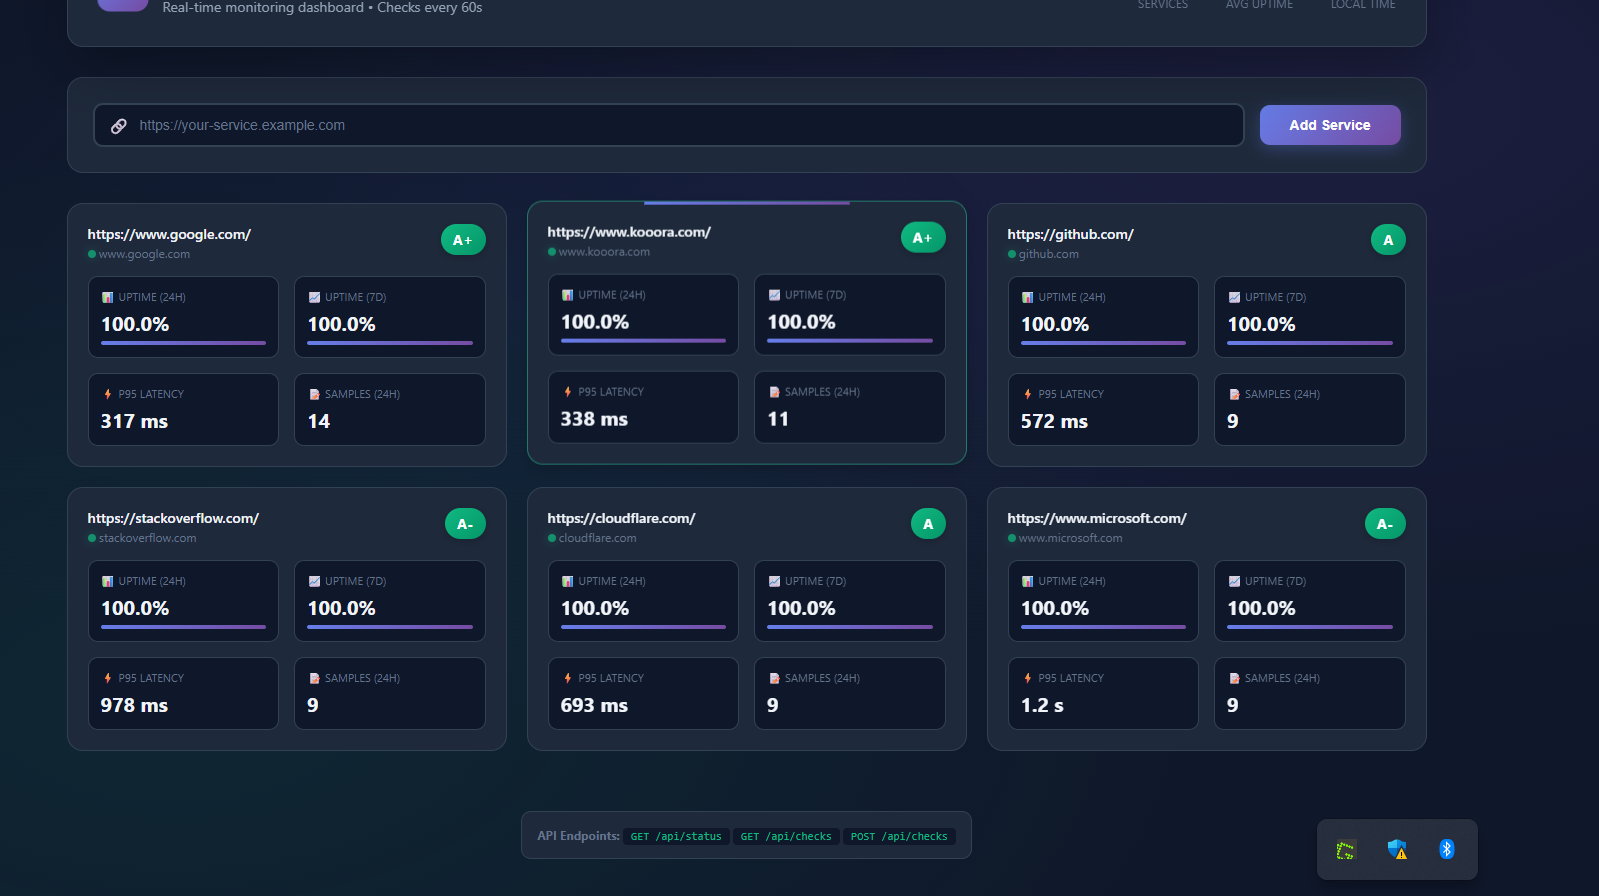 Real-time monitoring dashboard • Checks every 60s
SERVICES AVG UPTIME LOCAL TIME
https://your-service.example.com
Add Service
https://www.google.com/
A+
www.google.com
UPTIME (24H)
100.0%
UPTIME (7D)
100.0%
P95 LATENCY
317 ms
SAMPLES (24H)
14
https://www.kooora.com/
A+
www.kooora.com
UPTIME (24H)
100.0%
UPTIME (7D)
100.0%
P95 LATENCY
338 ms
SAMPLES (24H)
11
https://github.com/
A
github.com
UPTIME (24H)
100.0%
UPTIME (7D)
100.0%
P95 LATENCY
572 ms
SAMPLES (24H)
9
https://stackoverflow.com/
A-
stackoverflow.com
UPTIME (24H)
100.0%
UPTIME (7D)
100.0%
P95 LATENCY
978 ms
SAMPLES (24H)
9
https://cloudflare.com/
A
cloudflare.com
UPTIME (24H)
100.0%
UPTIME (7D)
100.0%
P95 LATENCY
693 ms
SAMPLES (24H)
9
https://www.microsoft.com/
A-
www.microsoft.com
UPTIME (24H)
100.0%
UPTIME (7D)
100.0%
P95 LATENCY
1.2 s
SAMPLES (24H)
9
API Endpoints: GET /api/status GET /api/checks POST /api/checks